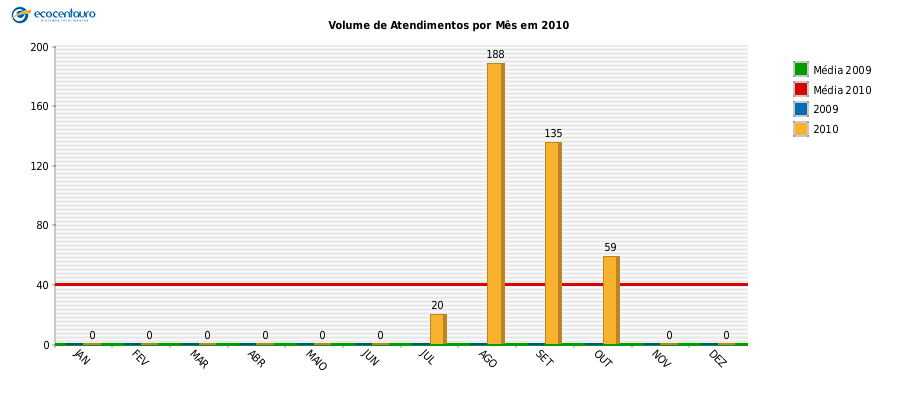 ecocentauro
Volume de Atendimentos por Mês em 2010
200
160
120
80
40
0
0 0 0 0 0 0 20 188 135 59 0 0
JAN FEV MAR ABR MAIO JUN JUL AGO SET OUT NOV DEZ
Média 2009
Média 2010
2009
2010